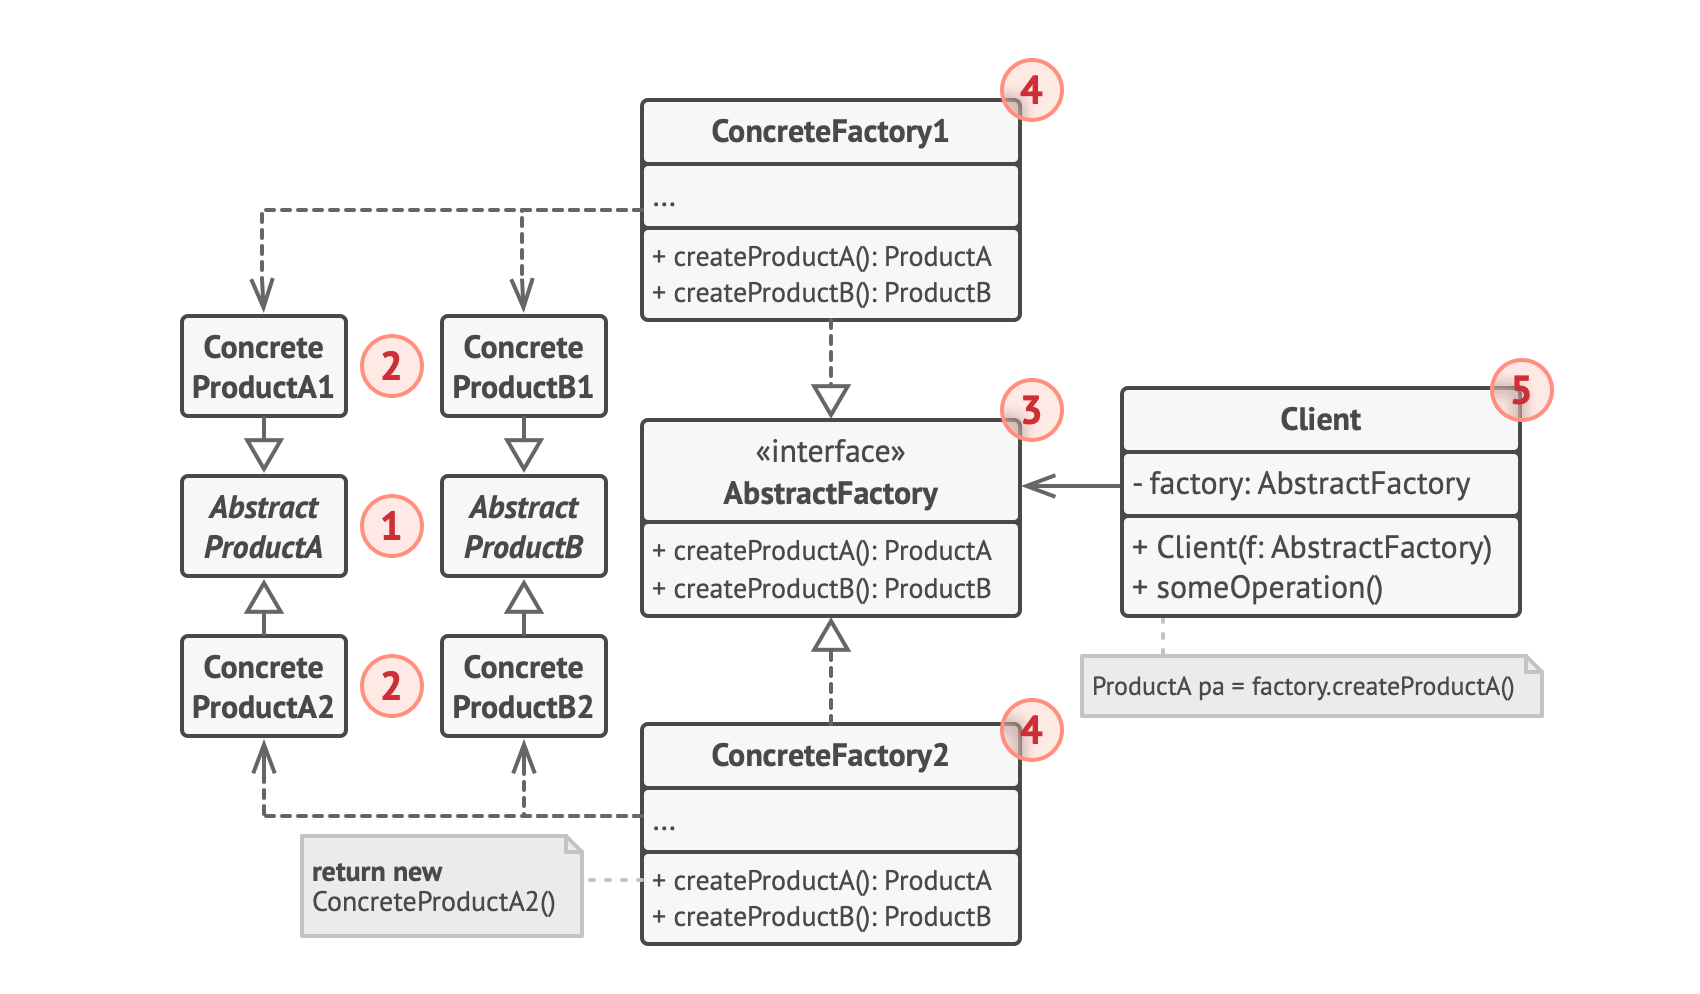 4
ConcreteFactory1
...
+ createProductA(): ProductA
+ createProductB(): ProductB
Concrete
ProductA1
2
Concrete
ProductB1
Abstract
ProductA
1
Abstract
ProductB
Concrete
ProductA2
2
Concrete
ProductB2
3
«interface»
AbstractFactory
+ createProductA(): ProductA
+ createProductB(): ProductB
5
Client
- factory: AbstractFactory
+ Client(f: AbstractFactory)
+ someOperation()
ProductA pa = factory.createProductA()
4
ConcreteFactory2
...
+ createProductA(): ProductA
+ createProductB(): ProductB
return new
ConcreteProductA2()